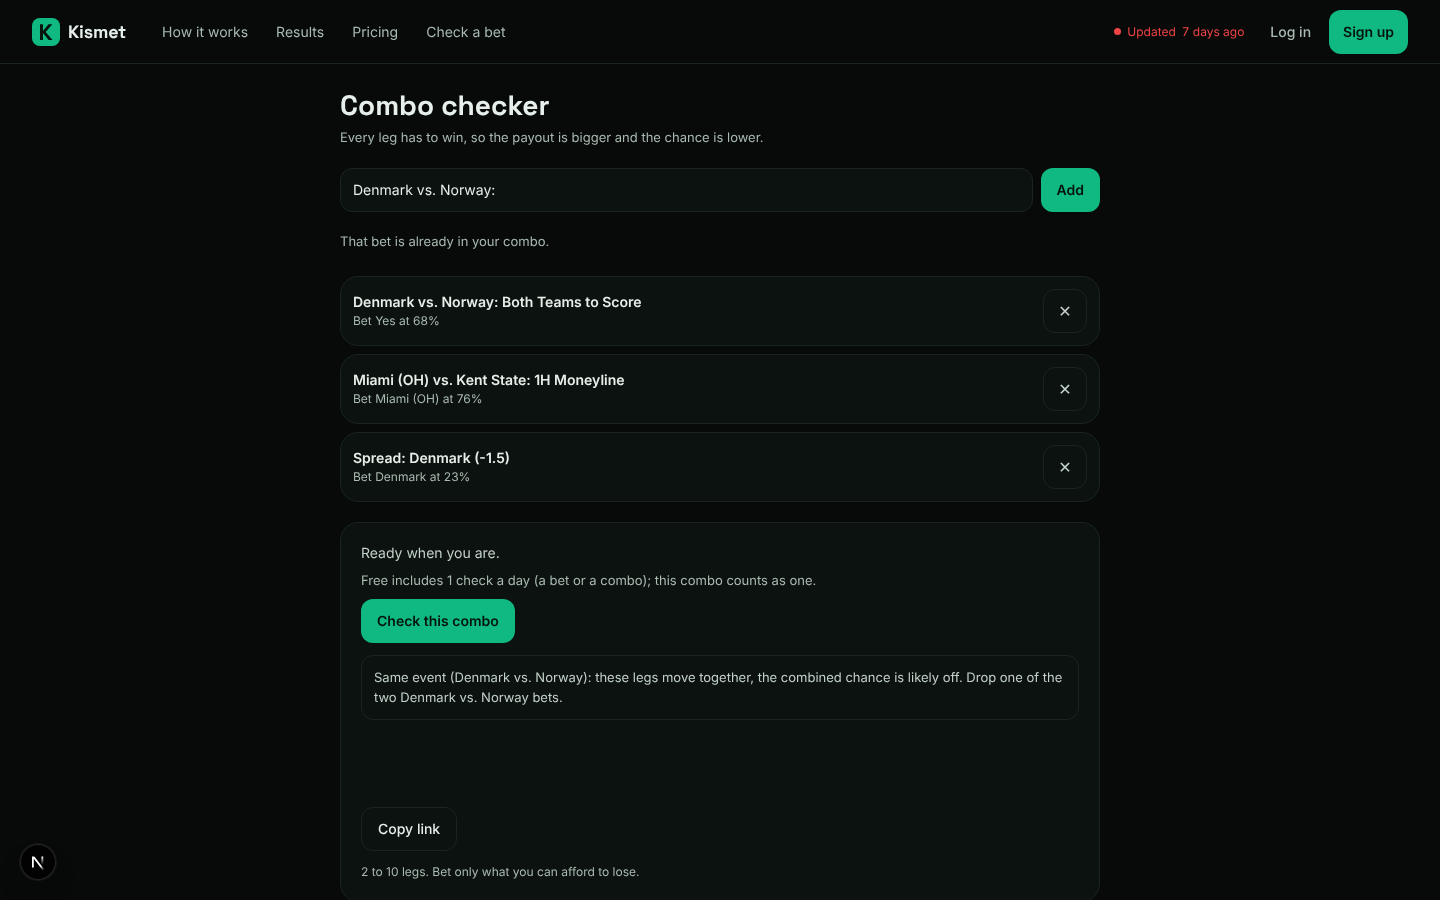 K Kismet
How it works
Results
Pricing
Check a bet
Updated 7 days ago
Log in
Sign up
Combo checker
Every leg has to win, so the payout is bigger and the chance is lower.
Denmark vs. Norway:
Add
That bet is already in your combo.
Denmark vs. Norway: Both Teams to Score
Bet Yes at 68%
×
Miami (OH) vs. Kent State: 1H Moneyline
Bet Miami (OH) at 76%
×
Spread: Denmark (-1.5)
Bet Denmark at 23%
×
Ready when you are.
Free includes 1 check a day (a bet or a combo); this combo counts as one.
Check this combo
Same event (Denmark vs. Norway): these legs move together, the combined chance is likely off. Drop one of the
two Denmark vs. Norway bets.
Copy link
N
2 to 10 legs. Bet only what you can afford to lose.